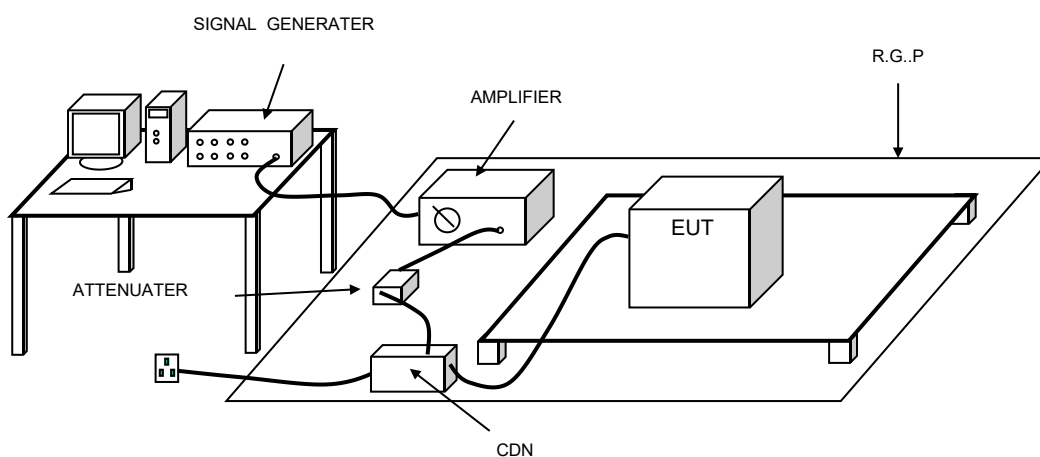 SIGNAL GENERATER
R.G..P
AMPLIFIER
EUT
ATTENUATER
CDN